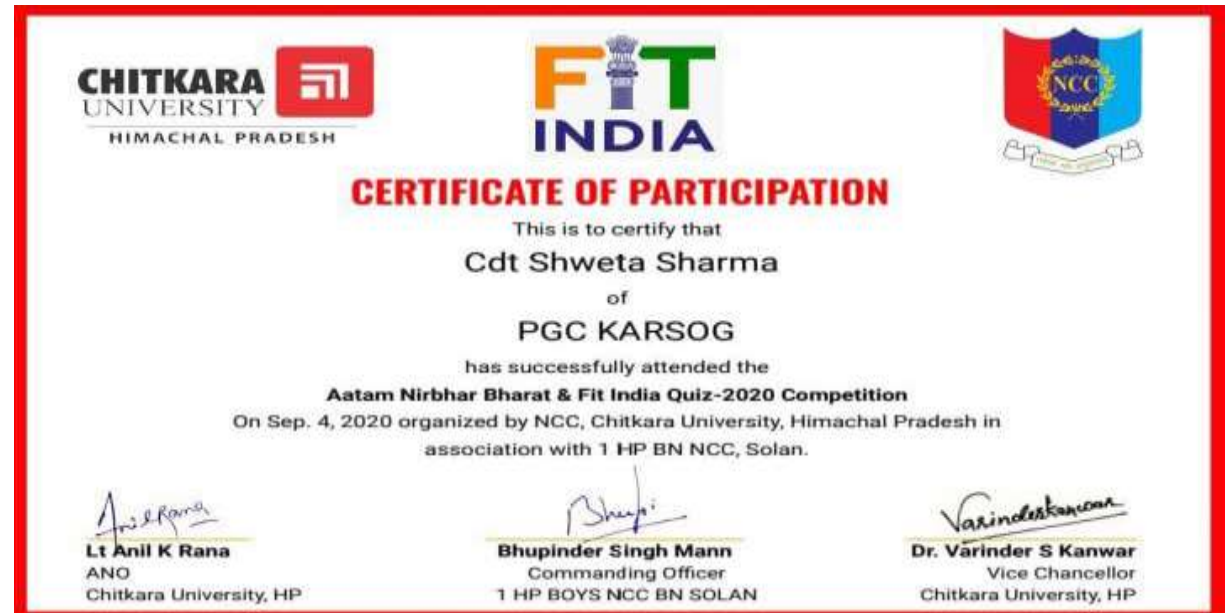 CHITKARA
UNIVERSITY
HIMACHAL PRADESH
FIT
INDIA
NCC
CERTIFICATE OF PARTICIPATION
This is to certify that
Cdt Shweta Sharma
of
PGC KARSOG
has successfully attended the
Aatam Nirbhar Bharat & Fit India Quiz-2020 Competition
On Sep. 4, 2020 organized by NCC, Chitkara University, Himachal Pradesh in
association with 1 HP BN NCC, Solan.
AnilRana
Bhupi
Varinderkanwar
Lt Anil K Rana
Bhupinder Singh Mann
Dr. Varinder S Kanwar
ANO
Commanding Officer
Vice Chancellor
Chitkara University, HP
1 HP BOYS NCC BN SOLAN
Chitkara University, HP